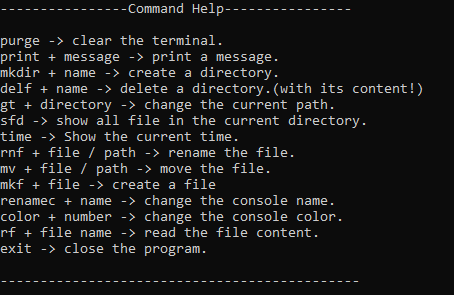 ----------------Command Help----------------
purge -> clear the terminal.
print + message -> print a message.
mkdir + name -> create a directory.
delf + name -> delete a directory.(with its content!)
gt + directory -> change the current path.
sfd -> show all file in the current directory.
time -> Show the current time.
rnf + file / path -> rename the file.
mv + file / path -> move the file.
mkf + file -> create a file
renamec + name -> change the console name.
color + number -> change the console color.
rf + file name -> read the file content.
exit -> close the program.
---------------------------------------------